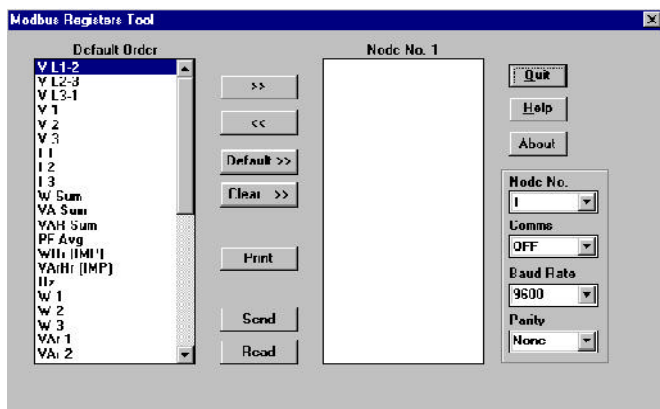 Modbus Registers Tool
Default Order
V L1-2
V L2-3
V L3-1
V 1
V 2
V 3
I 1
I 2
I 3
W Sum
VA Sum
VAR Sum
PF Avg
WHr (IMP)
VArHr (IMP)
Hz
W 1
W 2
W 3
VAr 1
VAr 2
>>
<<
Default >>
Clear >>
Print
Send
Read
Node No. 1
Quit
Help
About
Node No.
1
Comms
OFF
Baud Rate
9600
Parity
None